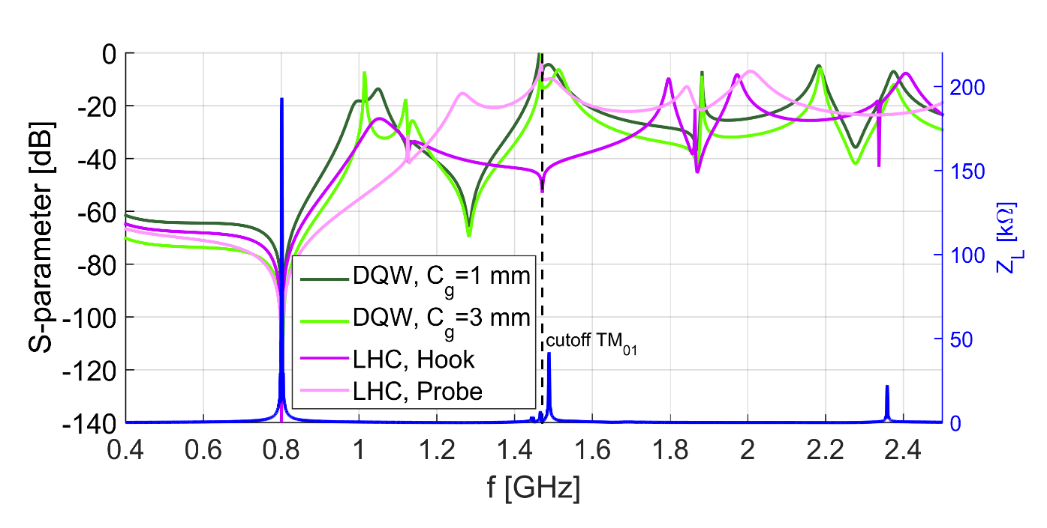 S-parameter [dB]
0
-20
-40
-60
-80
-100
-120
-140
200
150
100
50
0
Z_L [kΩ]
DQW, C_g=1 mm
DQW, C_g=3 mm
LHC, Hook
LHC, Probe
cutoff TM_01
0.4 0.6 0.8 1 1.2 1.4 1.6 1.8 2 2.2 2.4
f [GHz]